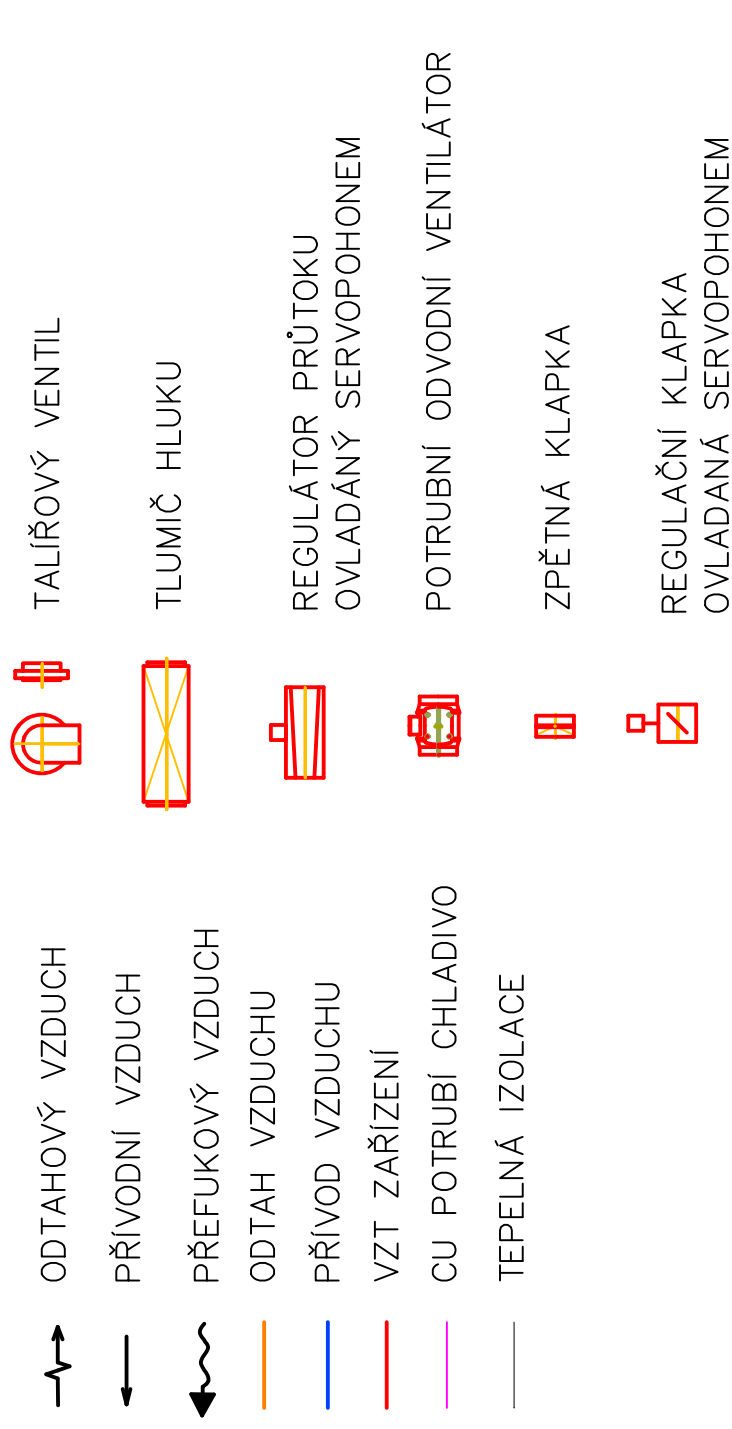 ODTAHOVÝ VZDUCH
PŘÍVODNÍ VZDUCH
PŘEFUKOVÝ VZDUCH
ODTAH VZDUCHU
PŘÍVOD VZDUCHU
VZT ZAŘÍZENÍ
CU POTRUBÍ CHLADIVO
TEPELNÁ IZOLACE
TALÍŘOVÝ VENTIL
TLUMIČ HLUKU
REGULÁTOR PRŮTOKU
OVLADÁNÝ SERVOPOHONEM
POTRUBNÍ ODVODNÍ VENTILÁTOR
ZPĚTNÁ KLAPKA
REGULAČNÍ KLAPKA
OVLADANÁ SERVOPOHONEM